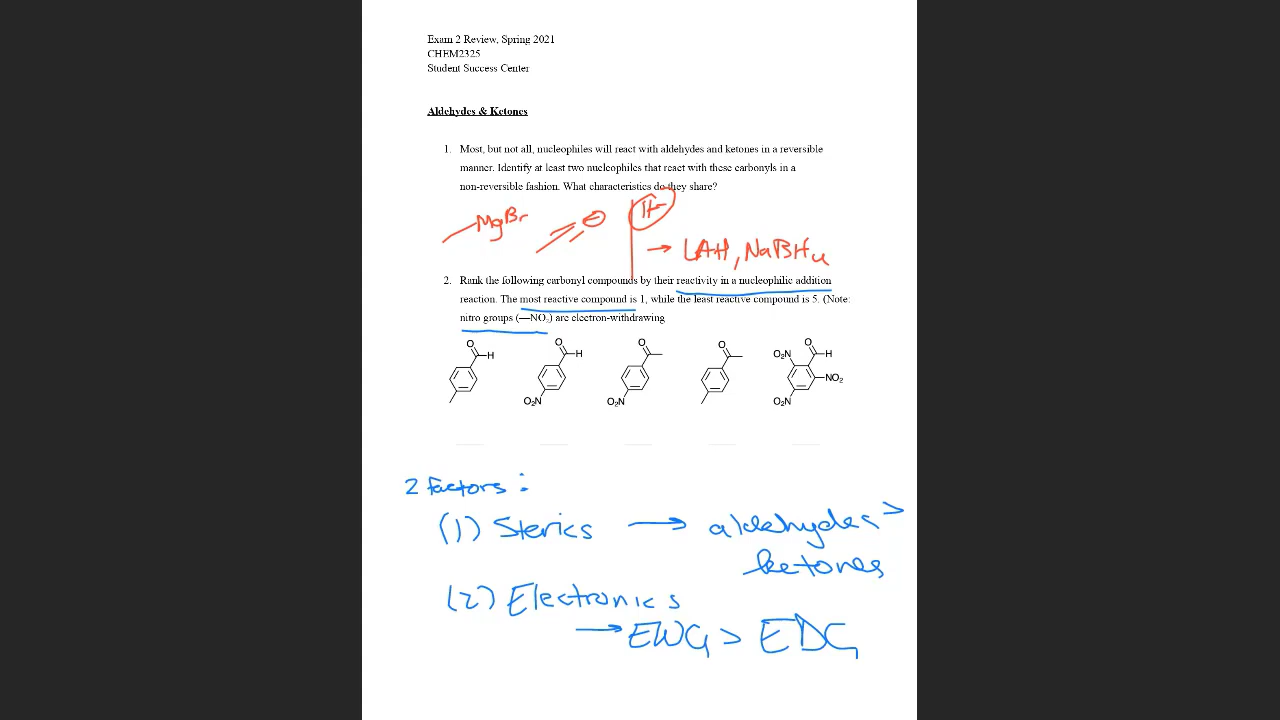 Exam 2 Review, Spring 2021
CHEM2325
Student Success Center
Aldehydes & Ketones
1. Most, but not all, nucleophiles will react with aldehydes and ketones in a reversible
manner. Identify at least two nucleophiles that react with these carbonyls in a
non-reversible fashion. What characteristics do they share?
MgBr
⊖
H-
→ LAH, NaBH4
2. Rank the following carbonyl compounds by their reactivity in a nucleophilic addition
reaction. The most reactive compound is 1, while the least reactive compound is 5. (Note:
nitro groups (—NO2) are electron-withdrawing
O H
O H O2N
O O2N
O
O H O2N NO2 O2N
2 Factors:
(1) Sterics → aldehydes >
ketones
(2) Electronics
→ EWG > EDG